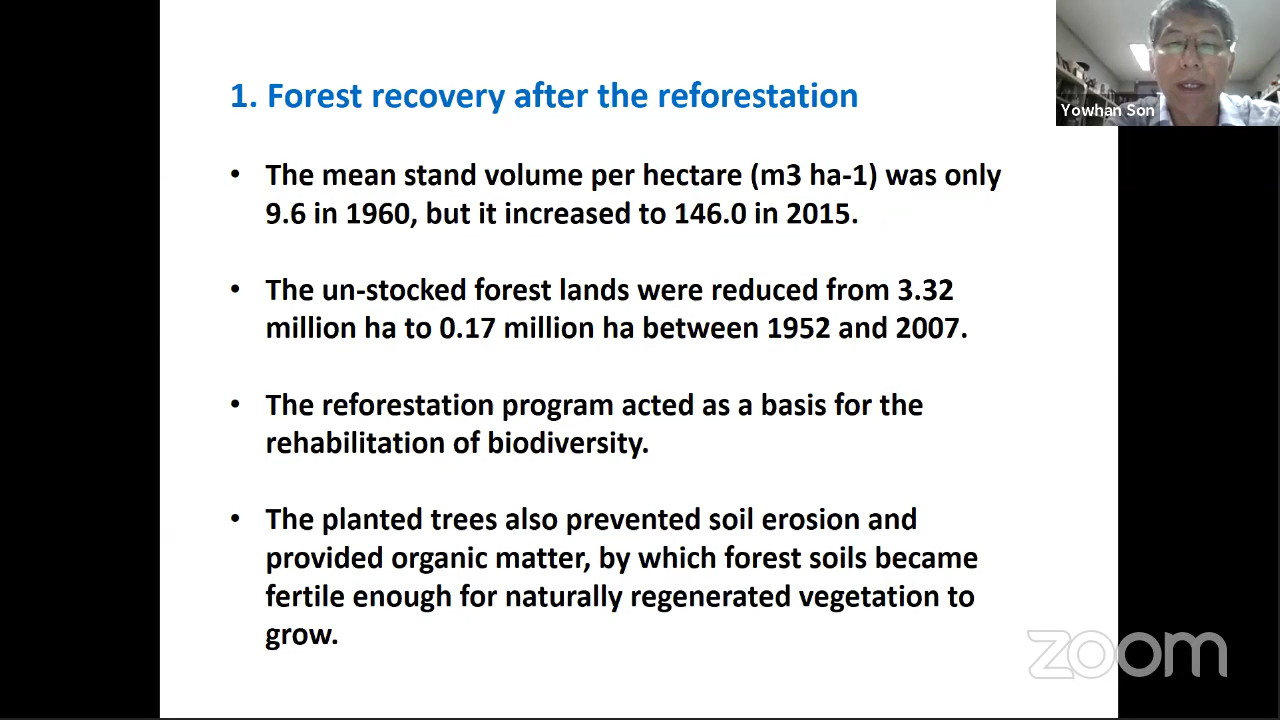 1. Forest recovery after the reforestation
Yowhan Son
• The mean stand volume per hectare (m3 ha-1) was only
9.6 in 1960, but it increased to 146.0 in 2015.
• The un-stocked forest lands were reduced from 3.32
million ha to 0.17 million ha between 1952 and 2007.
• The reforestation program acted as a basis for the
rehabilitation of biodiversity.
• The planted trees also prevented soil erosion and
provided organic matter, by which forest soils became
fertile enough for naturally regenerated vegetation to
grow.
zoom